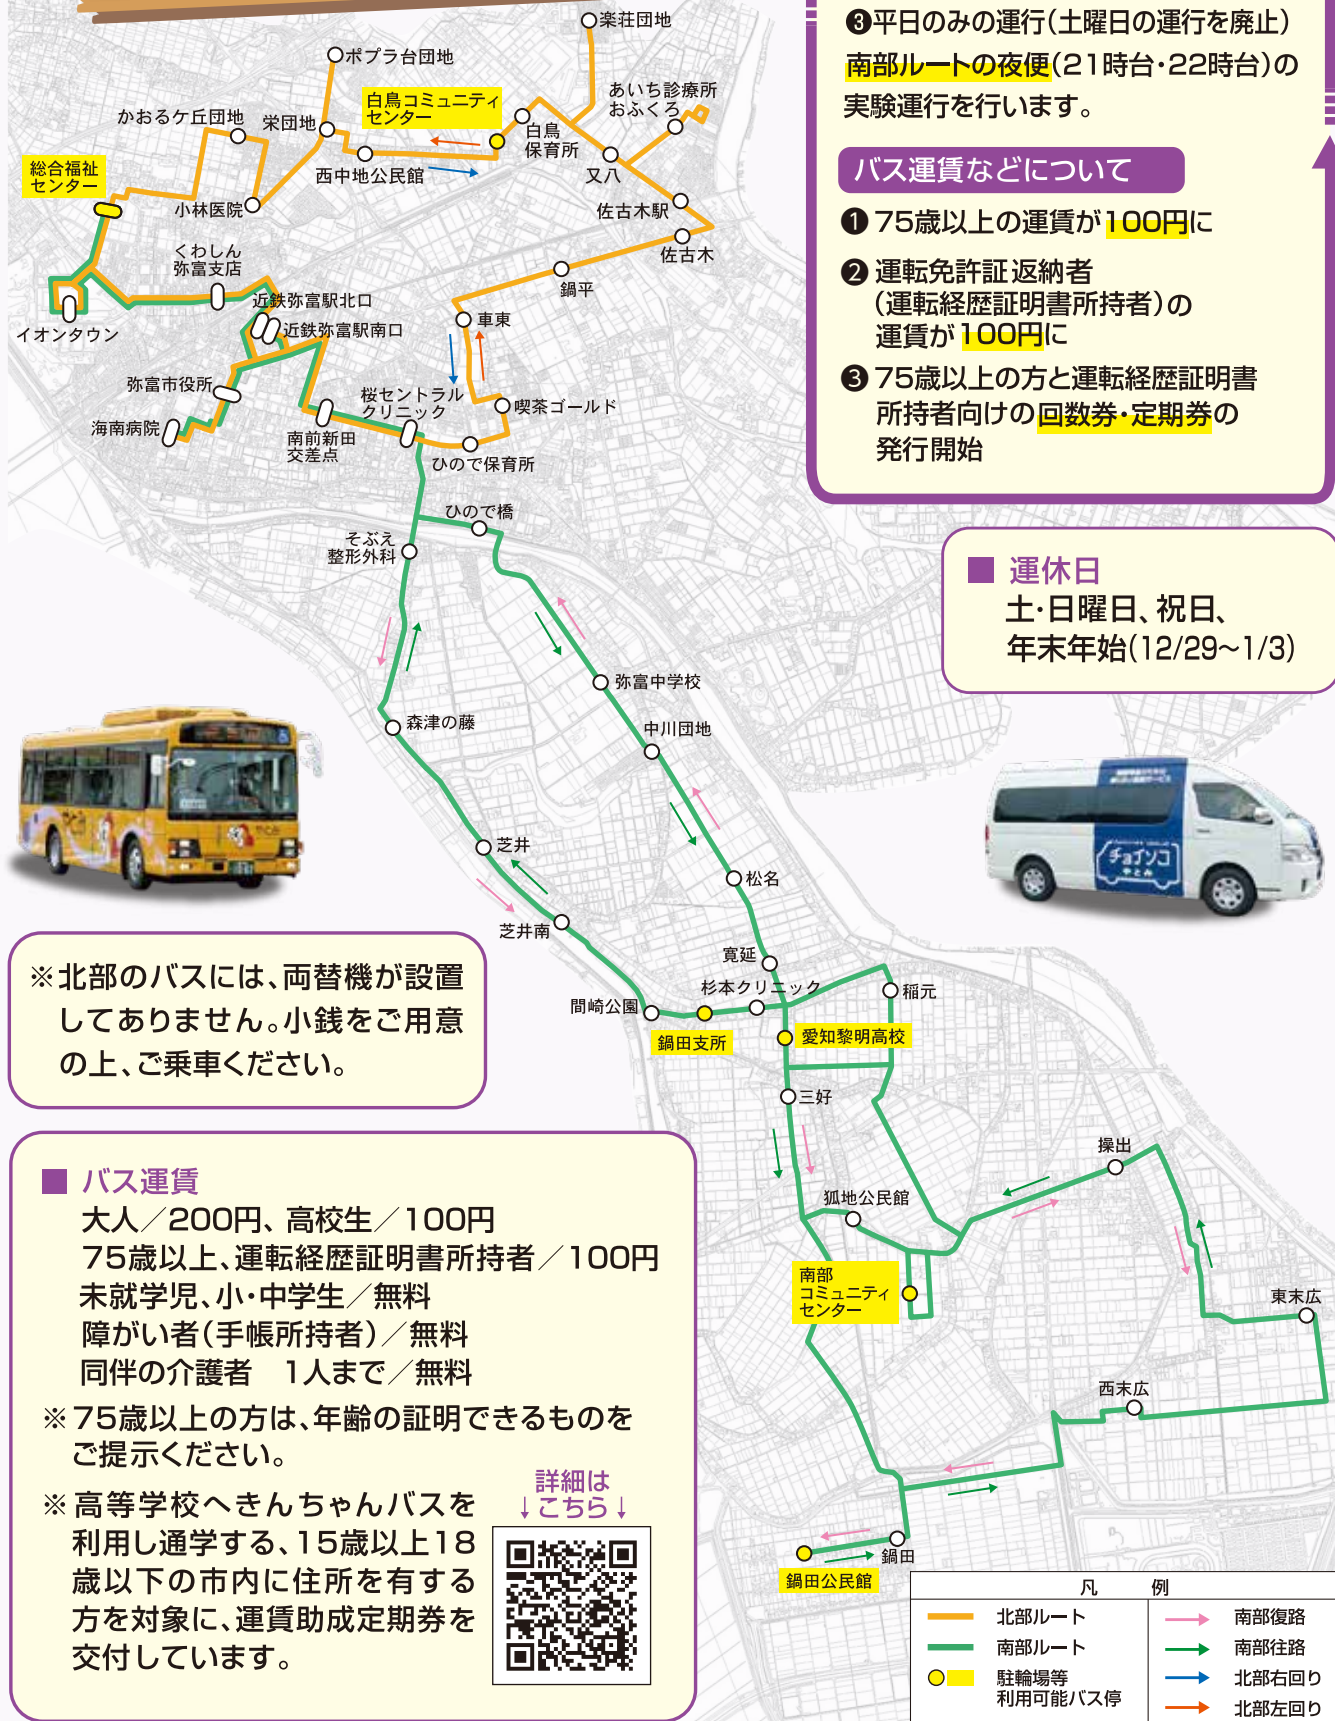 ❸平日のみの運行(土曜日の運行を廃止)
南部ルートの夜便(21時台・22時台)の
実験運行を行います。
バス運賃などについて
❶ 75歳以上の運賃が100円に
❷ 運転免許証返納者
(運転経歴証明書所持者)の
運賃が100円に
❸ 75歳以上の方と運転経歴証明書
所持者向けの回数券・定期券の
発行開始
■ 運休日
土・日曜日、祝日、
年末年始(12/29~1/3)
楽荘団地
ポプラ台団地
あいち診療所
おふくろ
白鳥コミュニティ
センター
かおるケ丘団地
栄団地
白鳥
保育所
西中地公民館
又八
総合福祉
センター
小林医院
佐古木駅
佐古木
くわしん
弥富支店
鍋平
近鉄弥富駅北口
近鉄弥富駅南口
車東
イオンタウン
弥富市役所
桜セントラル
クリニック
喫茶ゴールド
海南病院
南前新田
交差点
ひので保育所
ひので橋
そぶえ
整形外科
弥富中学校
森津の藤
中川団地
芝井
松名
芝井南
寛延
杉本クリニック
稲元
間崎公園
鍋田支所
愛知黎明高校
三好
操出
狐地公民館
南部
コミュニティ
センター
東末広
西末広
鍋田
鍋田公民館
チョイソコ
やとみ
※北部のバスには、両替機が設置
してありません。小銭をご用意
の上、ご乗車ください。
■ バス運賃
大人/200円、高校生/100円
75歳以上、運転経歴証明書所持者/100円
未就学児、小・中学生/無料
障がい者(手帳所持者)/無料
同伴の介護者 1人まで/無料
※75歳以上の方は、年齢の証明できるものを
ご提示ください。
※高等学校へきんちゃんバスを
利用し通学する、15歳以上18
歳以下の市内に住所を有する
方を対象に、運賃助成定期券を
交付しています。
詳細は
↓こちら↓
凡 例
北部ルート
南部ルート
駐輪場等
利用可能バス停
南部復路
南部往路
北部右回り
北部左回り